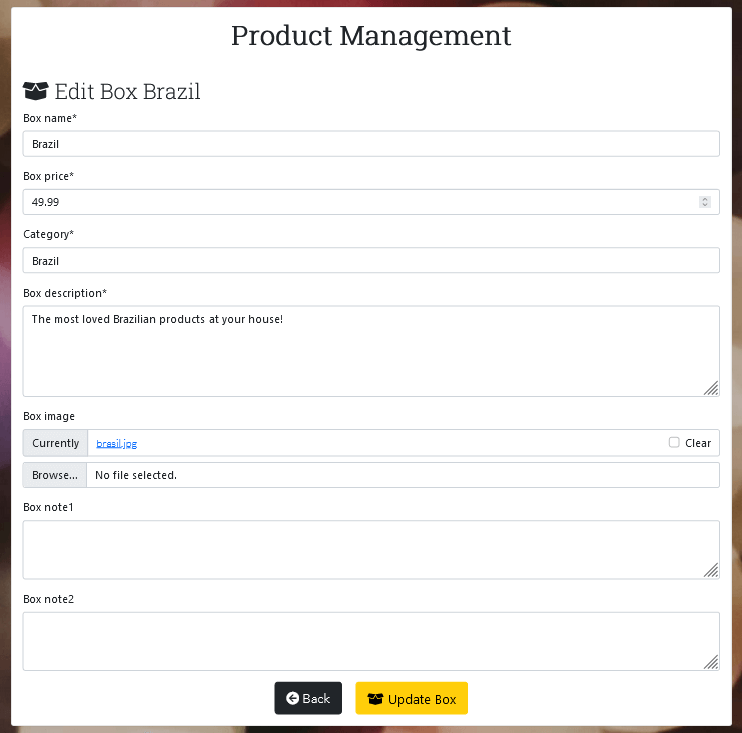 Product Management
Edit Box Brazil
Box name*
Brazil
Box price*
49.99
Category*
Brazil
Box description*
The most loved Brazilian products at your house!
Box image
Currently brasil.jpg Clear
Browse... No file selected.
Box note1
Box note2
Back Update Box